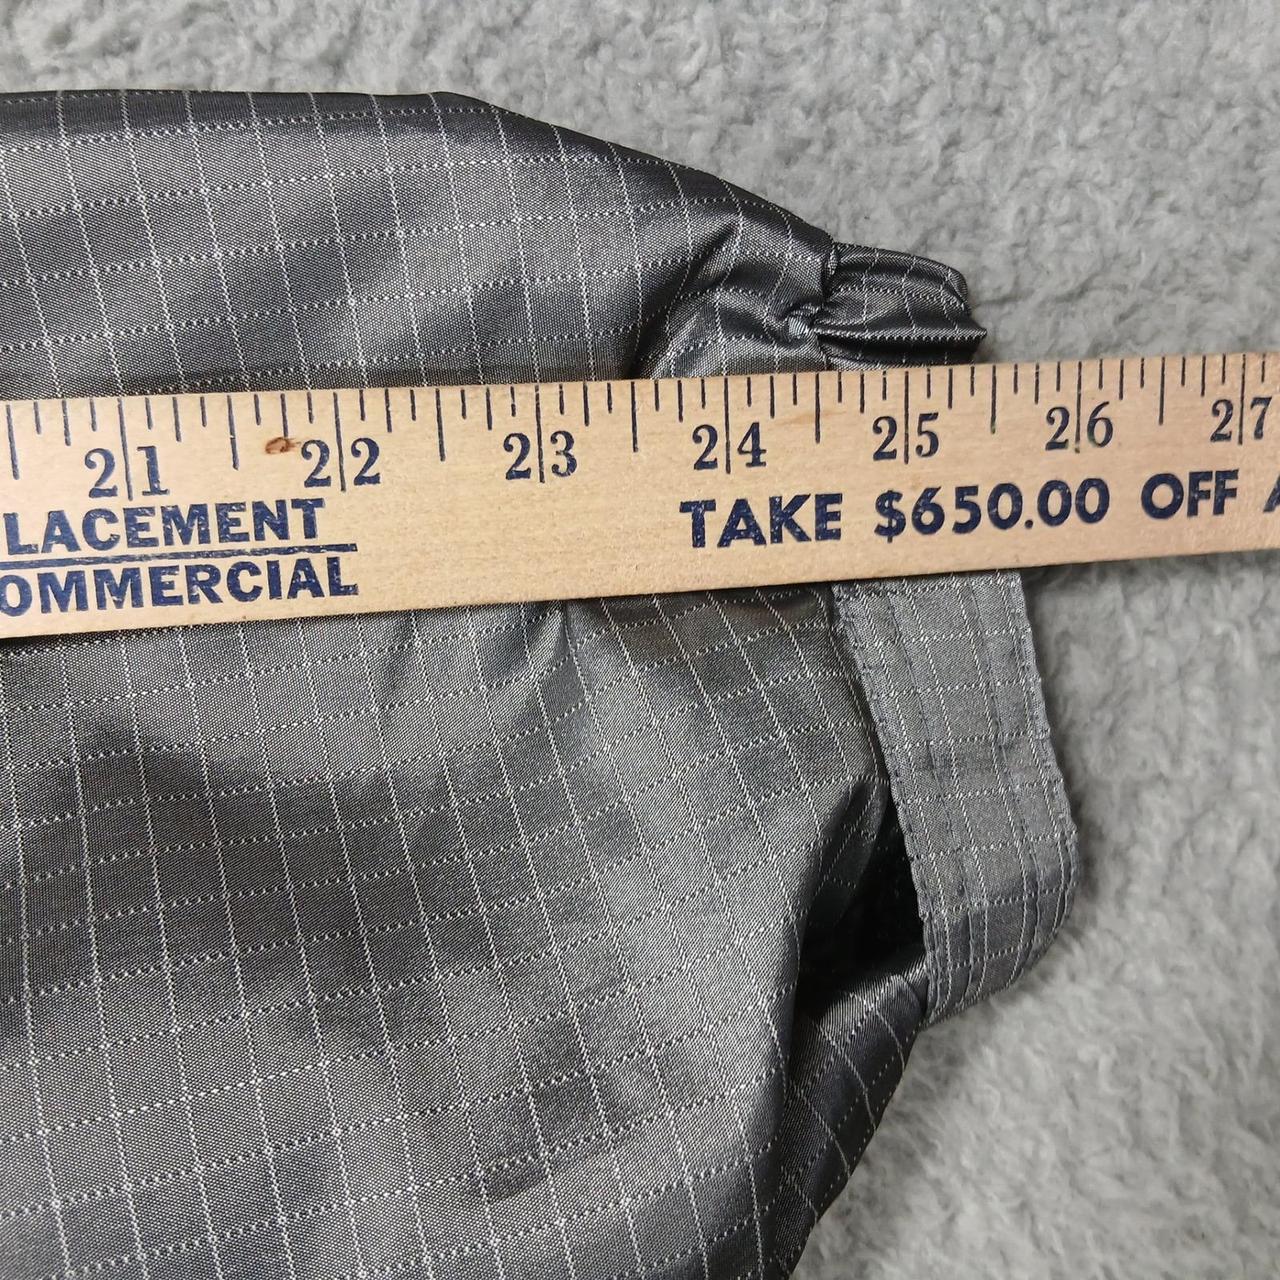 21 22 23 24 25 26 27
LACEMENT
OMMERCIAL
TAKE $650.00 OFF A